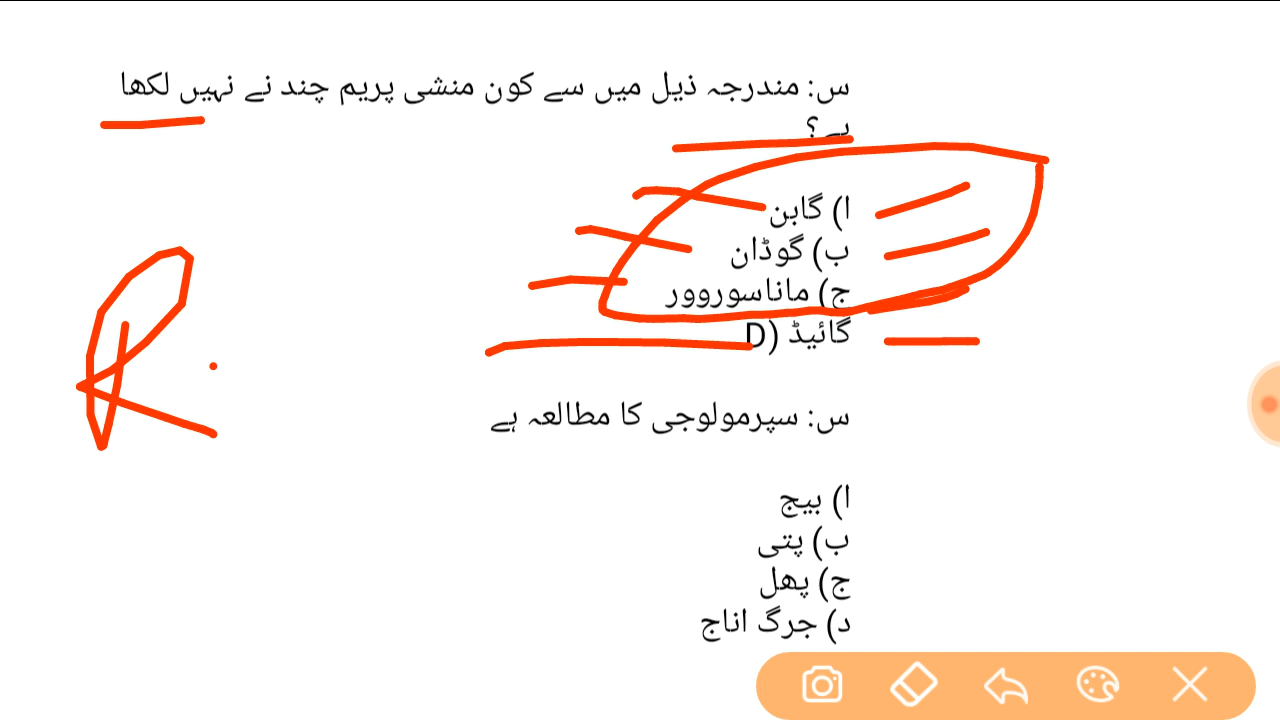 س: مندرجہ ذیل میں سے کون منشی پریم چند نے نہیں لکھا
ہے؟
ا) گابن
ب) گوڈان
ج) ماناسوروور
گائیڈ (D
R.
س: سپرمولوجی کا مطالعہ ہے
ا) بیج
ب) پتی
ج) پھل
د) جرگ اناج